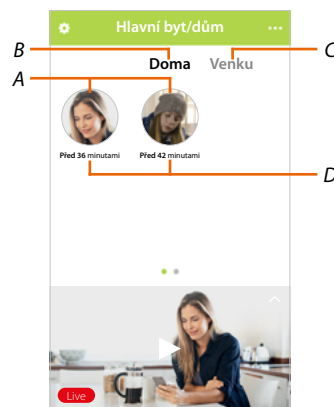 Hlavní byt/dům
B
C
Doma Venku
A
Před 36 minutami Před 42 minutami
D
Live